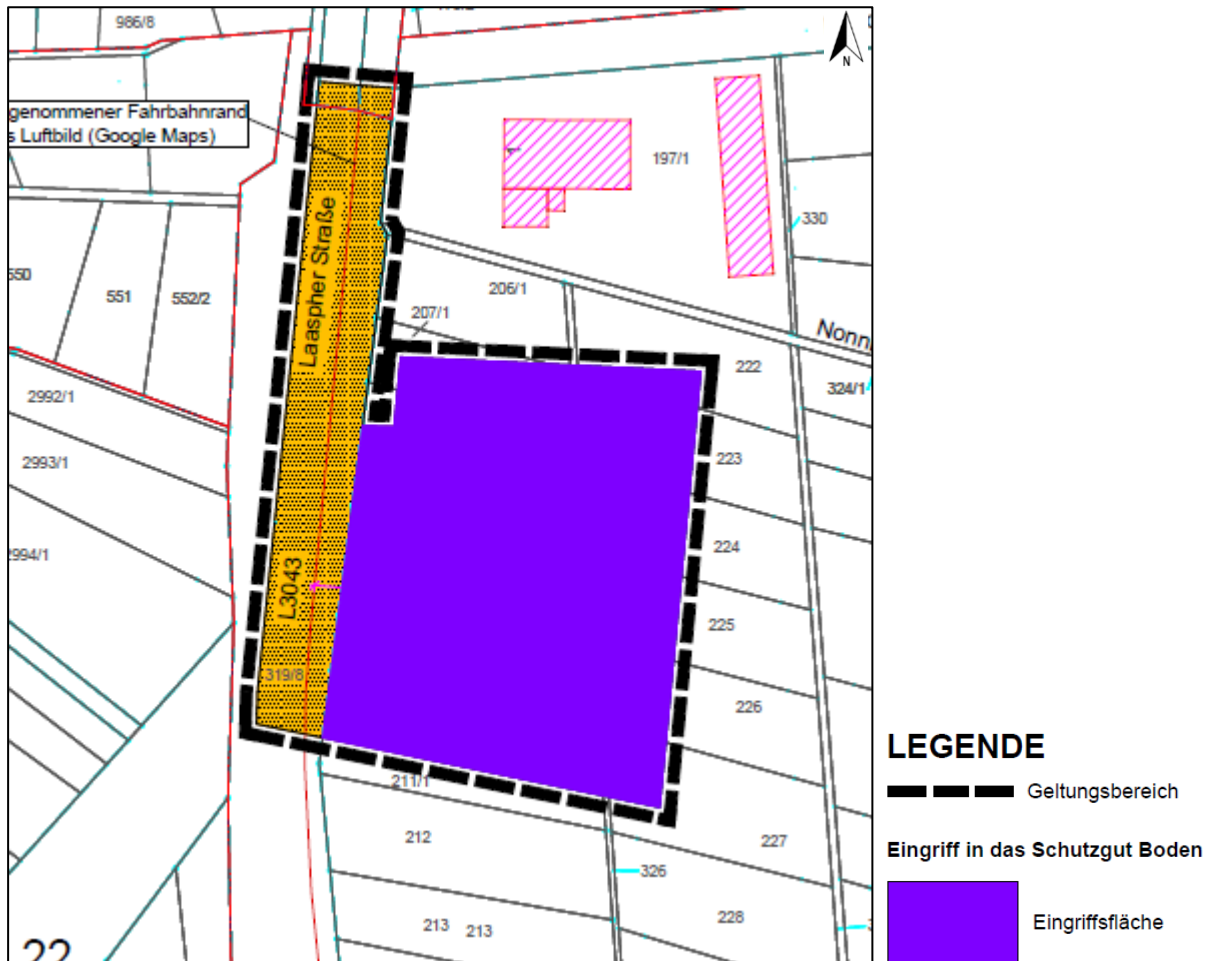 986/8
N
genommener Fahrbahnrand
s Luftbild (Google Maps)
197/1
330
Laaspher Straße
550
551
552/2
206/1
207/1
Nonn
222
324/1
2992/1
223
2993/1
224
2994/1
L3043
225
319/8
226
211/1
212
227
326
213
213
228
22
LEGENDE
Geltungsbereich
Eingriff in das Schutzgut Boden
Eingriffsfläche